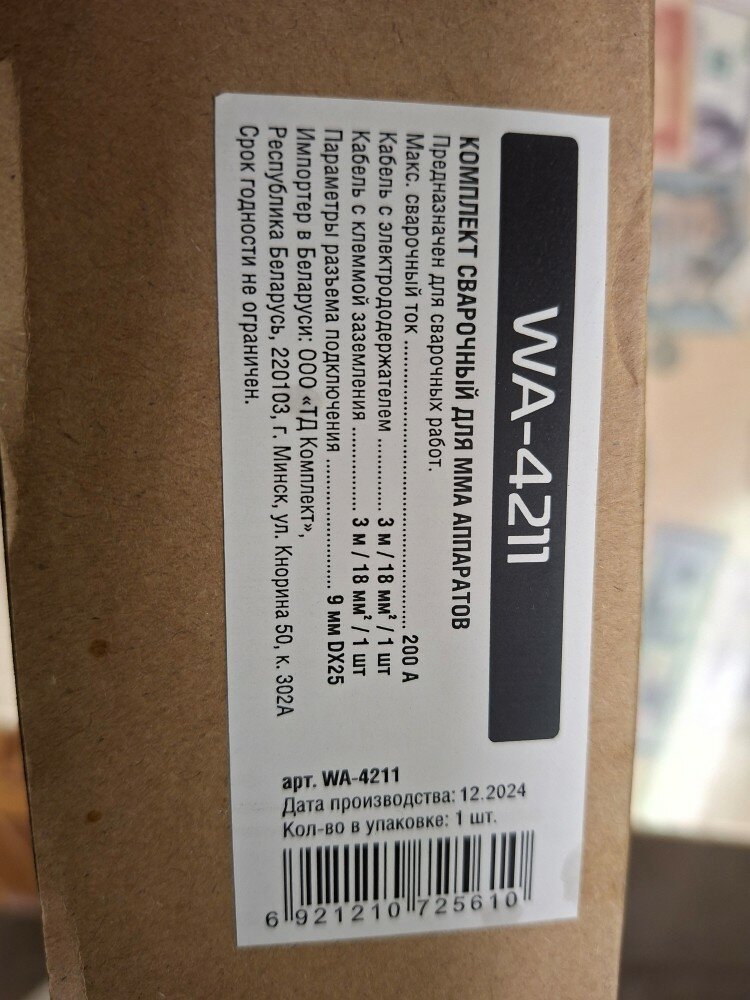 WA-4211
КОМПЛЕКТ СВАРОЧНЫЙ ДЛЯ ММА АППАРАТОВ
Предназначен для сварочных работ.
Макс. сварочный ток ........................................ 200 А
Кабель с электрододержателем ............ 3 м / 18 мм² / 1 шт
Кабель с клеммой заземления ............... 3 м / 18 мм² / 1 шт
Параметры разъема подключения .................... 9 мм DX25
Импортер в Беларуси: ООО «ТД Комплект»,
Республика Беларусь, 220103, г. Минск, ул. Кнорина 50, к. 302А
Срок годности не ограничен.
арт. WA-4211
Дата производства: 12.2024
Кол-во в упаковке: 1 шт.
6 921210 725610